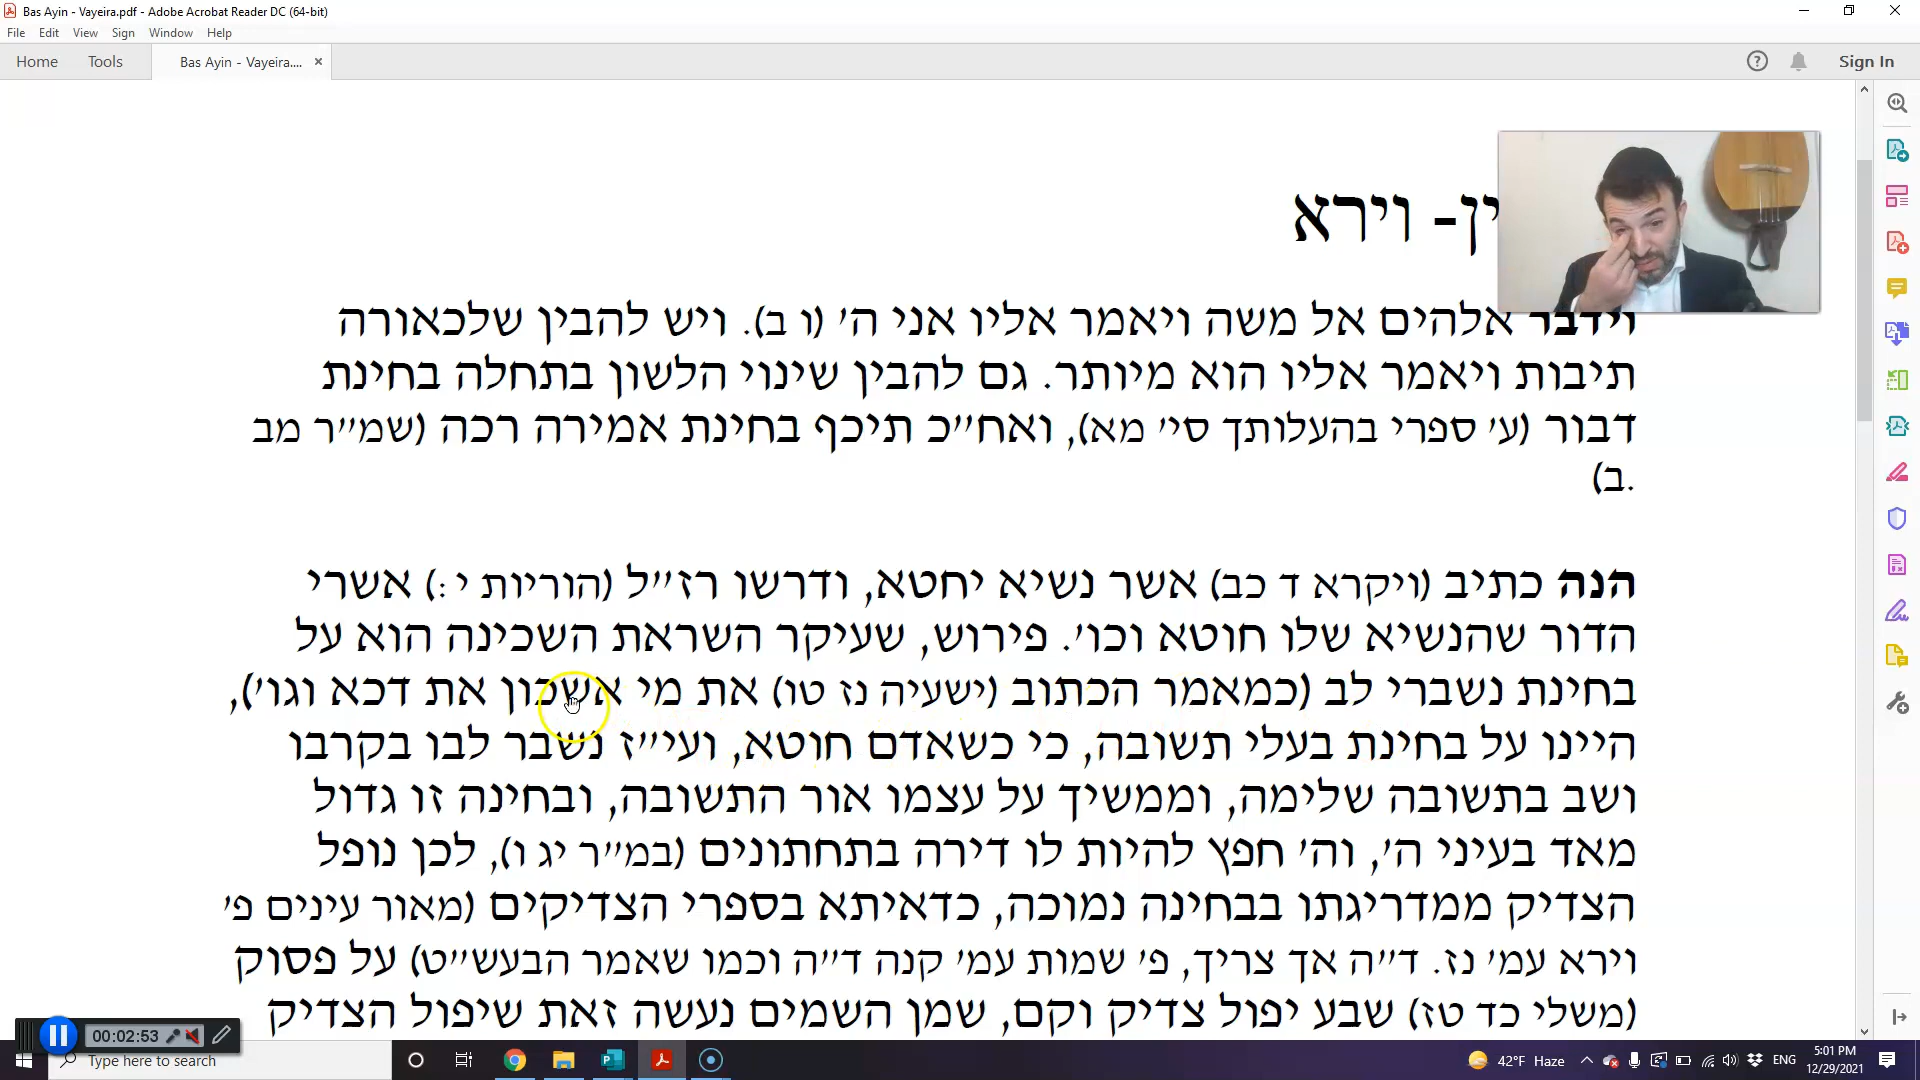 Bas Ayin - Vayeira.pdf - Adobe Acrobat Reader DC (64-bit)
File Edit View Sign Window Help
Home Tools Bas Ayin - Vayeira.... × Sign In
ין- וירא
וידבר אלהים אל משה ויאמר אליו אני ה׳ (ו ב). ויש להבין שלכאורה
תיבות ויאמר אליו הוא מיותר. גם להבין שינוי הלשון בתחלה בחינת
דבור (ע׳ ספרי בהעלותך סי׳ מא), ואח״כ תיכף בחינת אמירה רכה (שמ״ר מב
ב).
הנה כתיב (ויקרא ד כב) אשר נשיא יחטא, ודרשו רז״ל (הוריות י:) אשרי
הדור שהנשיא שלו חוטא וכו׳. פירוש, שעיקר השראת השכינה הוא על
בחינת נשברי לב (כמאמר הכתוב (ישעיה נז טו) את מי אשכון את דכא וגו׳),
היינו על בחינת בעלי תשובה, כי כשאדם חוטא, ועי״ז נשבר לבו בקרבו
ושב בתשובה שלימה, וממשיך על עצמו אור התשובה, ובחינה זו גדול
מאד בעיני ה׳, וה׳ חפץ להיות לו דירה בתחתונים (במ״ר יג ו), לכן נופל
הצדיק ממדריגתו בבחינה נמוכה, כדאיתא בספרי הצדיקים (מאור עינים פ׳
וירא עמ׳ נז. ד״ה אך צריך, פ׳ שמות עמ׳ קנה ד״ה וכמו שאמר הבעש״ט) על פסוק
(משלי כד טז) שבע יפול צדיק וקם, שמן השמים נעשה זאת שיפול הצדיק
00:02:53
Type here to search
42°F Haze ENG 5:01 PM
12/29/2021